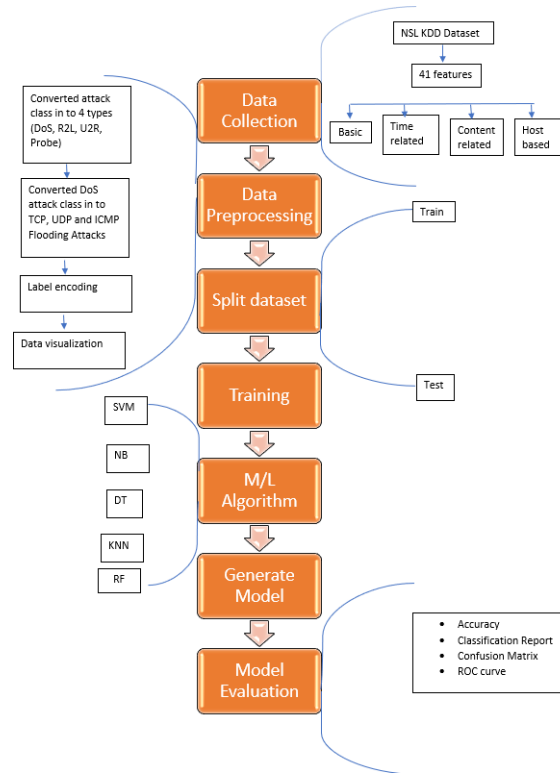 NSL KDD Dataset
41 features
Basic
Time
related
Content
related
Host
based
Data
Collection
Converted attack
class in to 4 types
(DoS, R2L, U2R,
Probe)
Converted DoS
attack class in to
TCP, UDP and ICMP
Flooding Attacks
Label encoding
Data visualization
Data
Preprocessing
Split dataset
Train
Test
Training
M/L
Algorithm
SVM
NB
DT
KNN
RF
Generate
Model
Model
Evaluation
• Accuracy
• Classification Report
• Confusion Matrix
• ROC curve